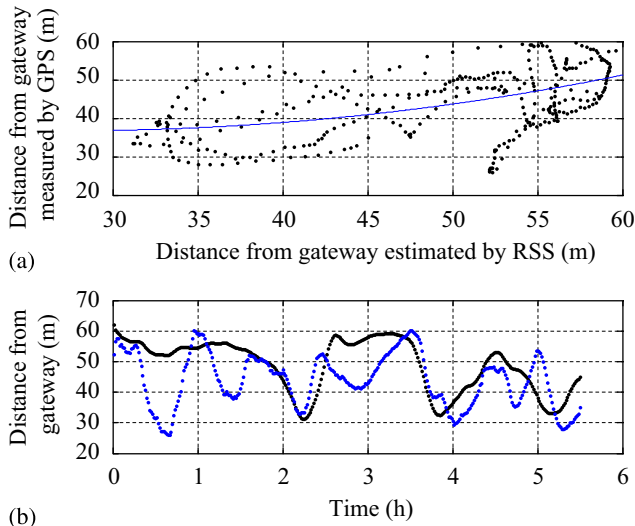 Distance from gateway
measured by GPS (m)
60
50
40
30
20
30 35 40 45 50 55 60
(a)
Distance from gateway estimated by RSS (m)
Distance from
gateway (m)
70
60
50
40
30
20
0 1 2 3 4 5 6
Time (h)
(b)